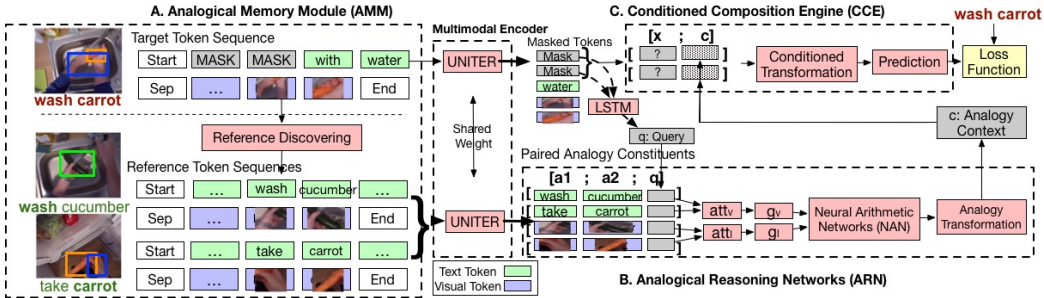 A. Analogical Memory Module (AMM)
Target Token Sequence
Start MASK MASK with water
Sep ... End
wash carrot
Reference Discovering
Reference Token Sequences
Start ... wash cucumber ...
Sep ... End
Start ... take carrot ...
Sep ... End
wash cucumber
take carrot
Multimodal Encoder
UNITER
Shared
Weight
UNITER
Text Token
Visual Token
Masked Tokens
Mask
Mask
water
LSTM
q: Query
C. Conditioned Composition Engine (CCE)
[x ; c]
?
?
Conditioned
Transformation
Prediction
wash carrot
Loss
Function
c: Analogy
Context
Paired Analogy Constituents
[a1 ; a2 ; q]
wash cucumber
take carrot
attv gv
attl gl
Neural Arithmetic
Networks (NAN)
Analogy
Transformation
B. Analogical Reasoning Networks (ARN)